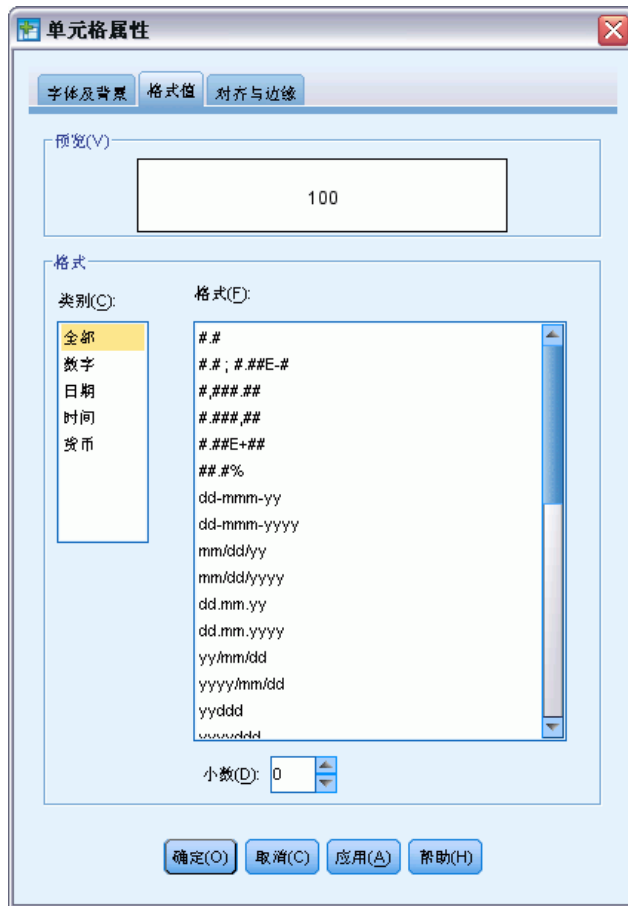 单元格属性
字体及背景 格式值 对齐与边缘
预览(V)
100
格式
类别(C): 格式(F):
全部
数字
日期
时间
货币
#.#
#.# ; #.##E-#
#,###.##
#.###,##
#.##E+##
##.#%
dd-mmm-yy
dd-mmm-yyyy
mm/dd/yy
mm/dd/yyyy
dd.mm.yy
dd.mm.yyyy
yy/mm/dd
yyyy/mm/dd
yyddd
yyyyddd
小数(D): 0
确定(O) 取消(C) 应用(A) 帮助(H)